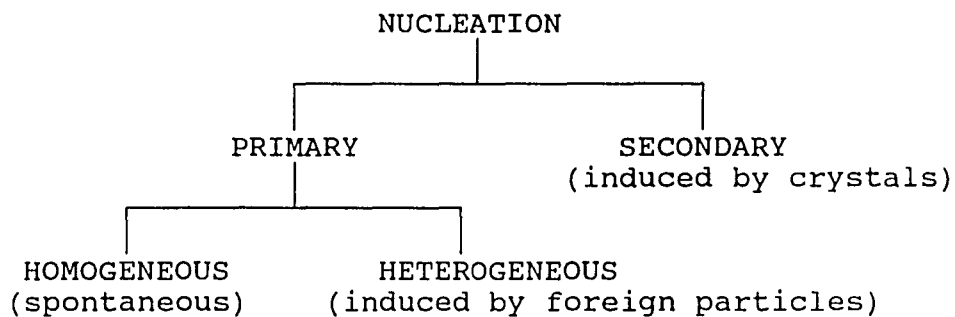 NUCLEATION
PRIMARY
SECONDARY
(induced by crystals)
HOMOGENEOUS
(spontaneous)
HETEROGENEOUS
(induced by foreign particles)